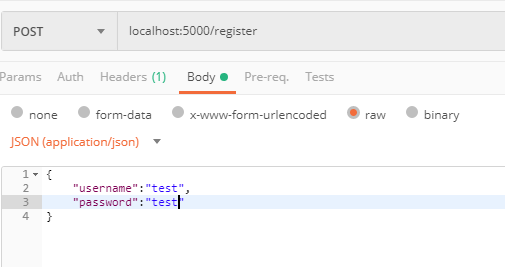 POST localhost:5000/register
Params Auth Headers (1) Body Pre-req. Tests
none form-data x-www-form-urlencoded raw binary
JSON (application/json)
1 {
2 "username":"test",
3 "password":"test"
4 }